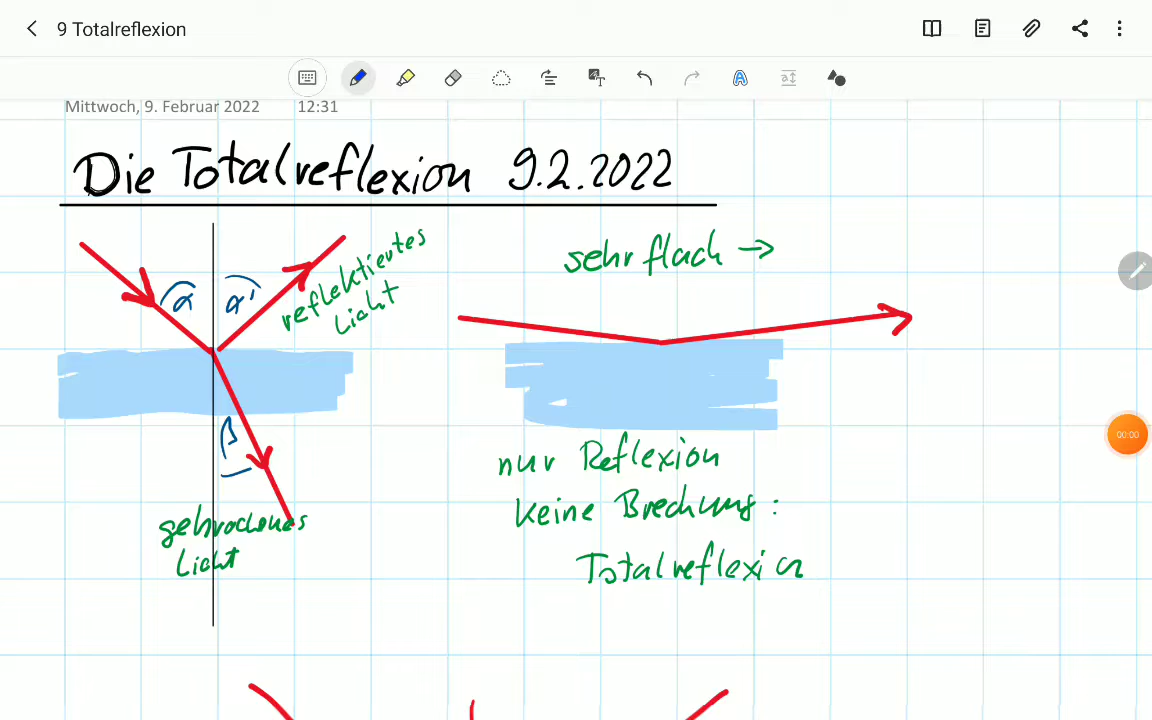 9 Totalreflexion
Mittwoch, 9. Februar 2022 12:31
Die Totalreflexion 9.2.2022
α α'
reflektiertes
Licht
β
gebrochenes
Licht
sehr flach →
nur Reflexion
keine Brechung:
Totalreflexion
00:00